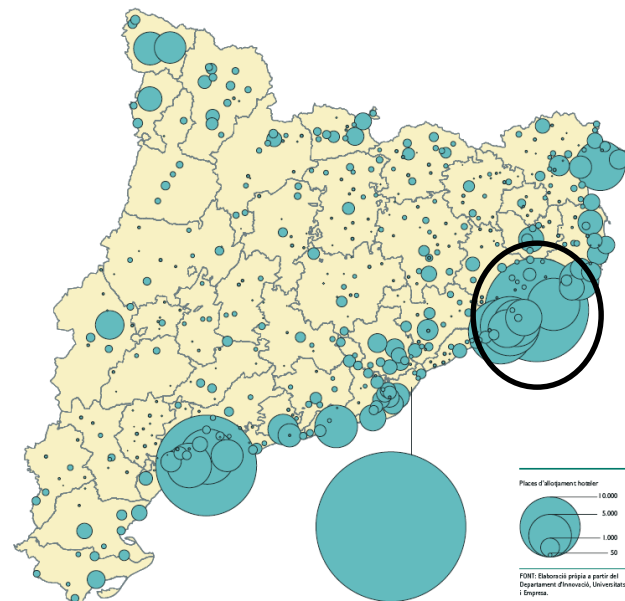 Places d'allotjament hoteler
10.000
5.000
1.000
50
FONT: Elaboració pròpia a partir del
Departament d'Innovació, Universitats
i Empresa.